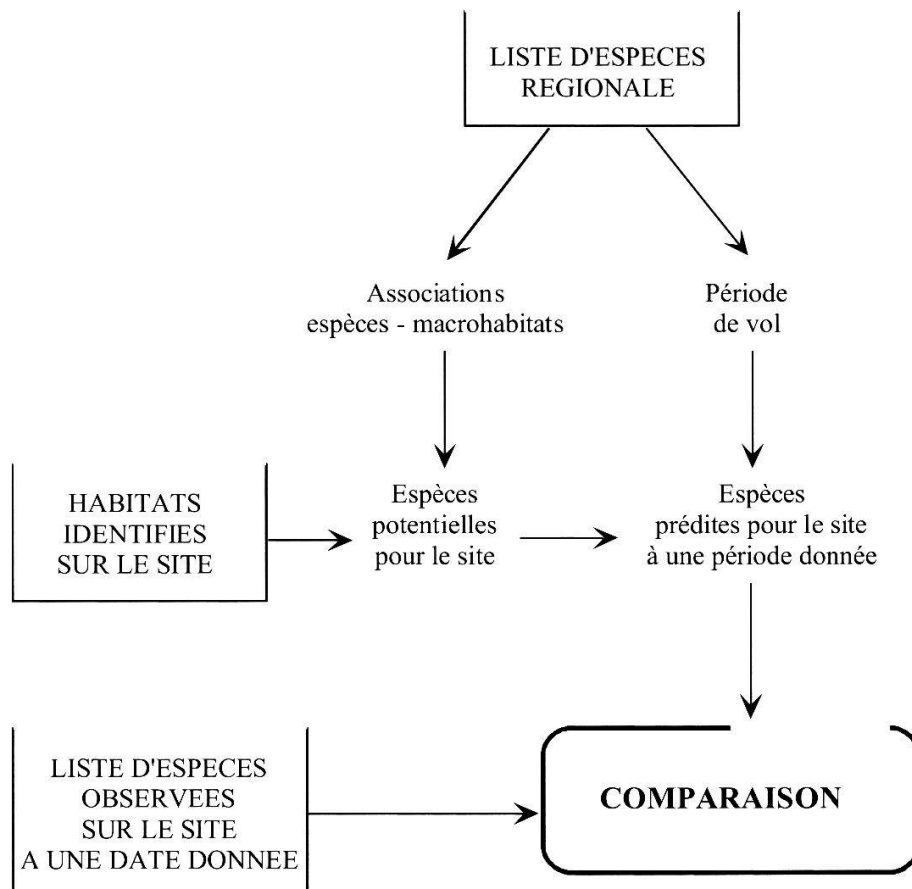 LISTE D'ESPECES
REGIONALE
Associations
espèces - macrohabitats
Période
de vol
HABITATS
IDENTIFIES
SUR LE SITE
Espèces
potentielles
pour le site
Espèces
prédites pour le site
à une période donnée
LISTE D'ESPECES
OBSERVEES
SUR LE SITE
A UNE DATE DONNEE
COMPARAISON